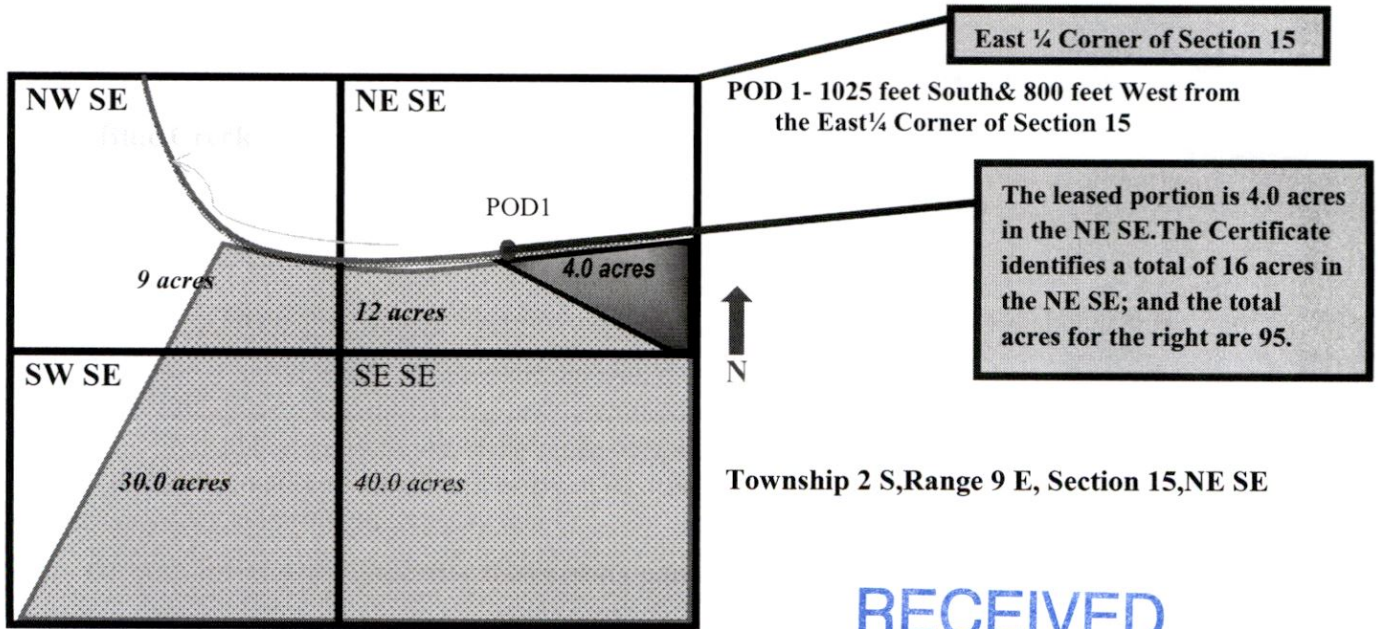 East ¼ Corner of Section 15
NW SE
NE SE
POD 1- 1025 feet South& 800 feet West from
the East¼ Corner of Section 15
POD1
The leased portion is 4.0 acres
in the NE SE.The Certificate
identifies a total of 16 acres in
the NE SE; and the total
acres for the right are 95.
4.0 acres
9 acres
12 acres
N
SW SE
SE SE
30.0 acres
40.0 acres
Township 2 S,Range 9 E, Section 15,NE SE
RECEIVED